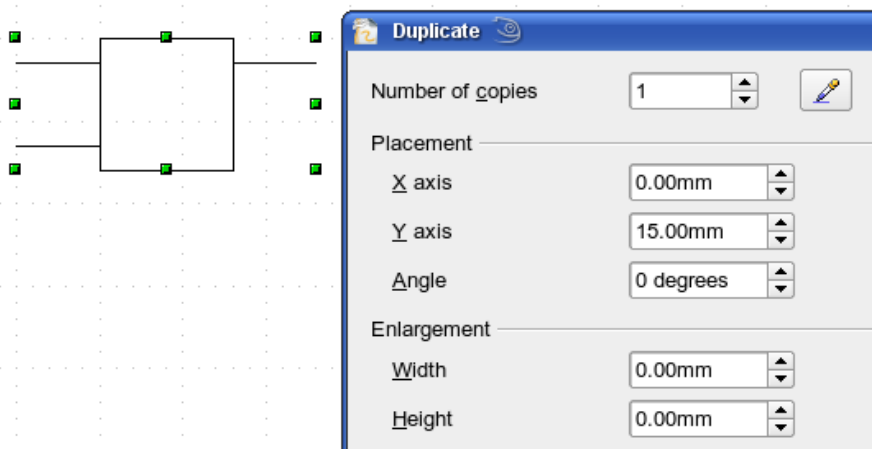 Duplicate
Number of copies 1
Placement
X axis 0.00mm
Y axis 15.00mm
Angle 0 degrees
Enlargement
Width 0.00mm
Height 0.00mm